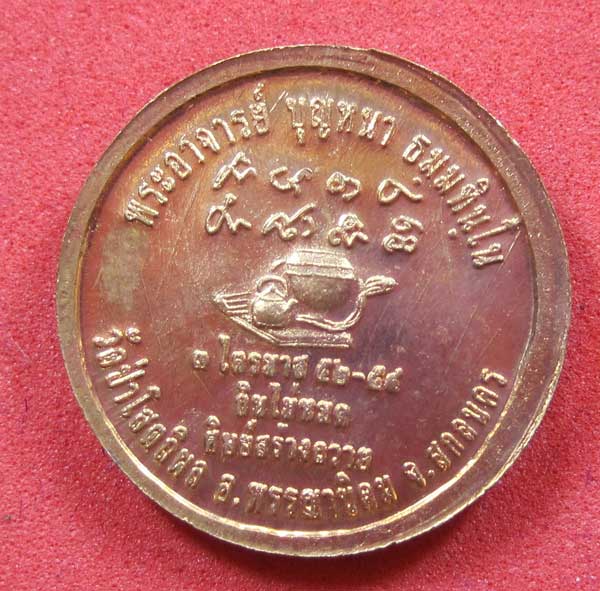 พระอาจารย์ บุญหนา ธมฺมทินฺโน
๓ ไตรมาส ๕๒-๕๔
กินไม่หมด
ศิษย์สร้างถวาย
วัดป่าโสตถิผล อ.พรรณานิคม จ.สกลนคร